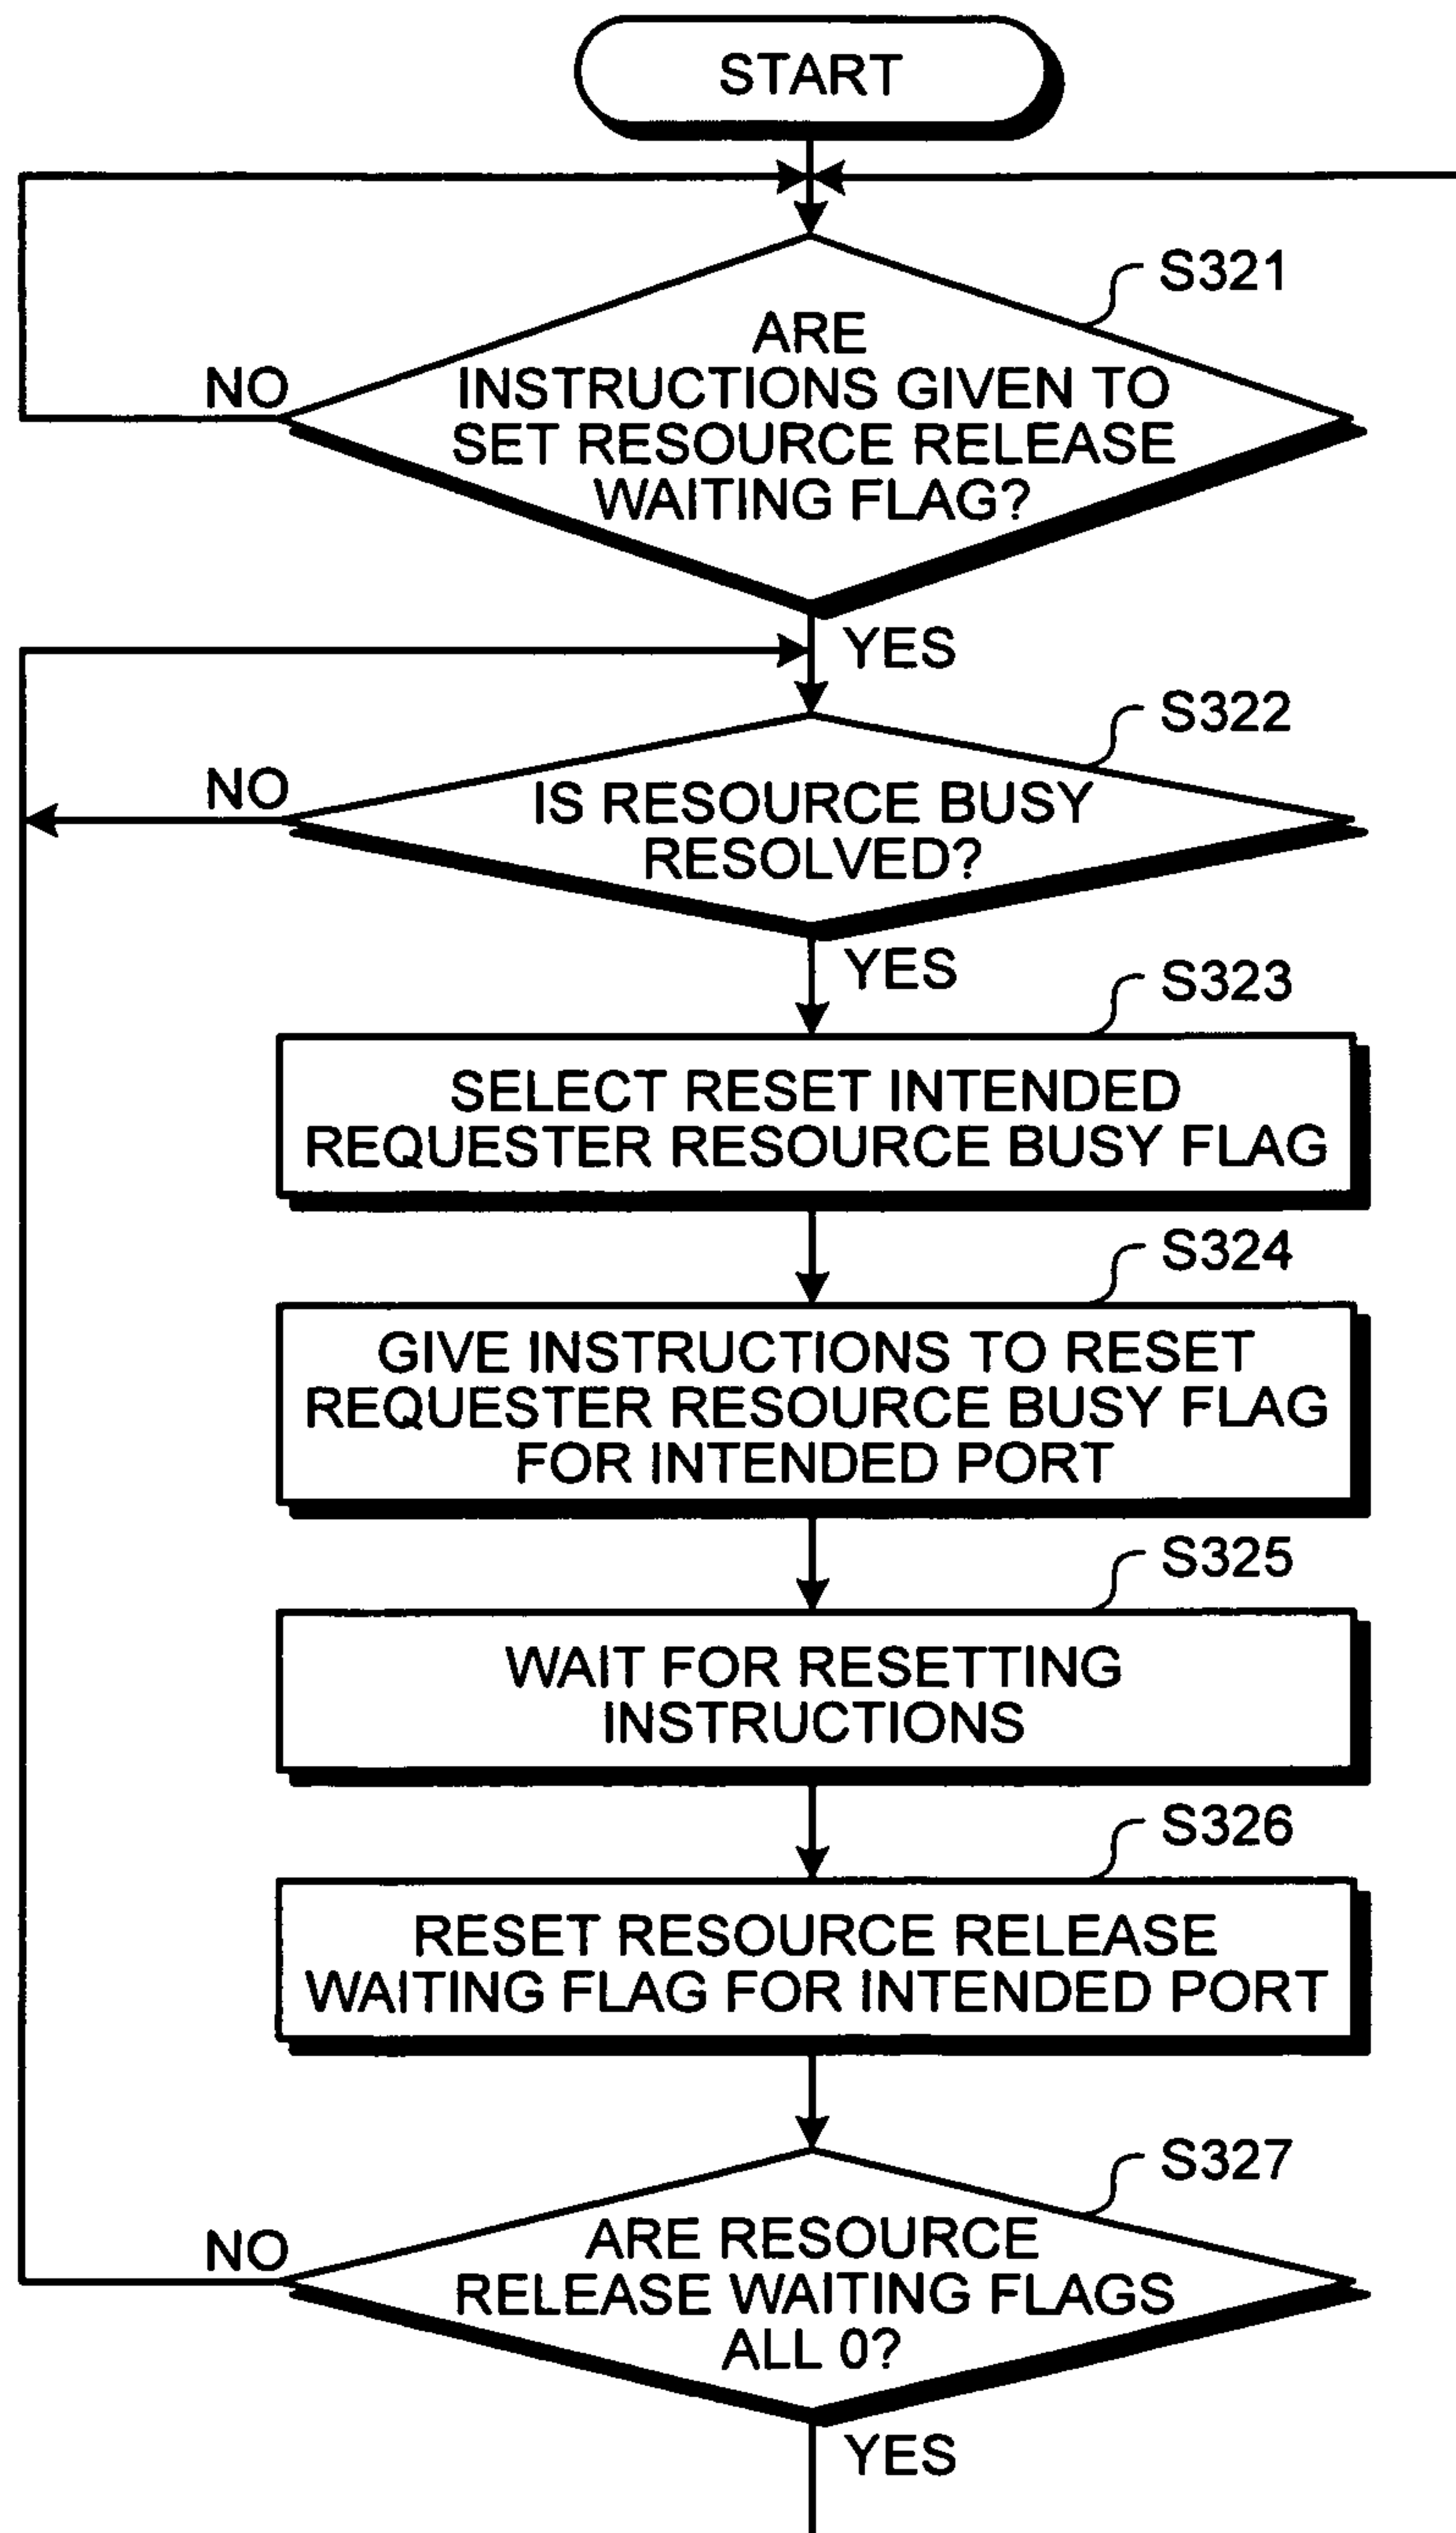 START
S321
ARE
INSTRUCTIONS GIVEN TO
SET RESOURCE RELEASE
WAITING FLAG?
NO
YES
S322
IS RESOURCE BUSY
RESOLVED?
NO
YES
S323
SELECT RESET INTENDED
REQUESTER RESOURCE BUSY FLAG
S324
GIVE INSTRUCTIONS TO RESET
REQUESTER RESOURCE BUSY FLAG
FOR INTENDED PORT
S325
WAIT FOR RESETTING
INSTRUCTIONS
S326
RESET RESOURCE RELEASE
WAITING FLAG FOR INTENDED PORT
S327
ARE RESOURCE
RELEASE WAITING FLAGS
ALL 0?
NO
YES